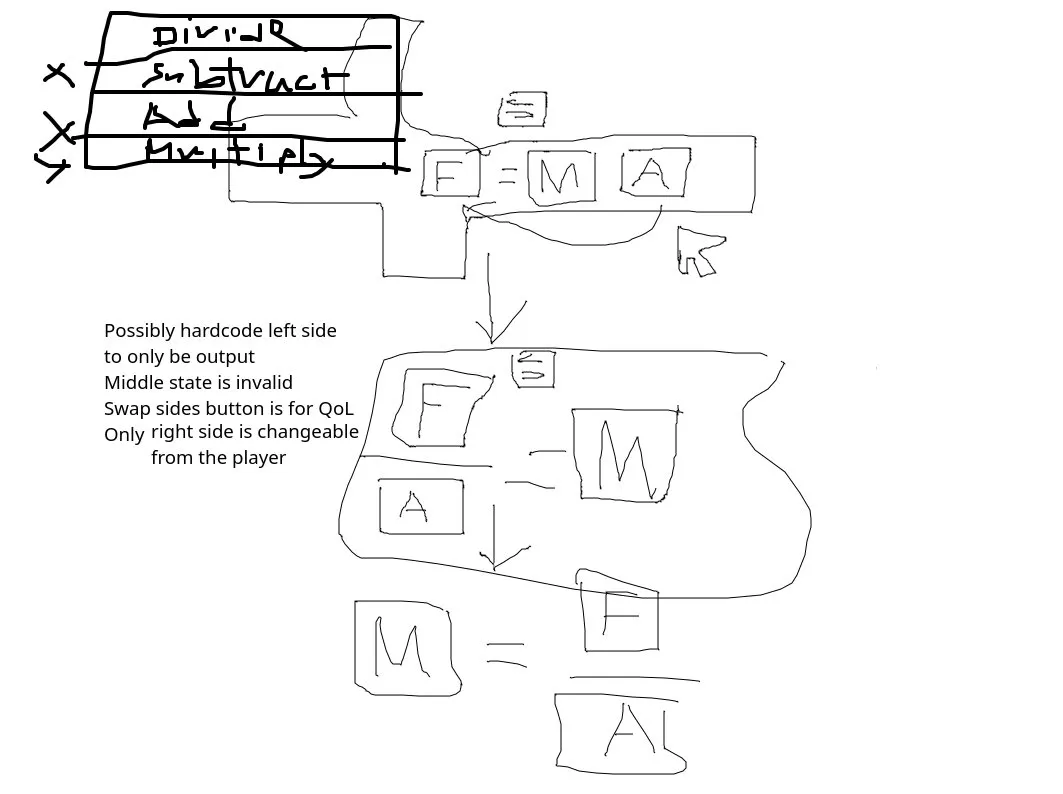 Divide
X Subtract
X Add
Y Multiply
S
F = M A
Possibly hardcode left side
to only be output
Middle state is invalid
Swap sides button is for QoL
Only right side is changeable
from the player
S
F
A
= M
M = F
A